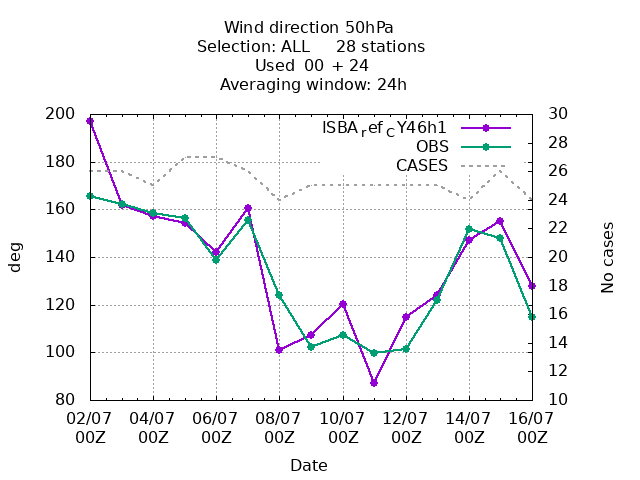 Wind direction 50hPa
Selection: ALL 28 stations
Used 00 + 24
Averaging window: 24h
200 30
ISBArefCY46h1
28
OBS
180 26
CASES
24
160
22
140 20
18
120 16
14
100
12
80 10
deg
No cases
02/07 04/07 06/07 08/07 10/07 12/07 14/07 16/07
00Z 00Z 00Z 00Z 00Z 00Z 00Z 00Z
Date